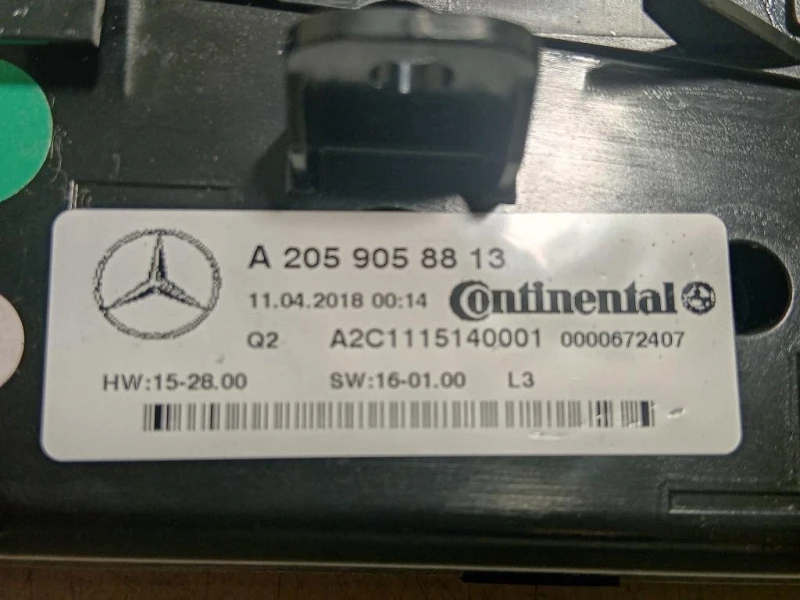 A 205 905 88 13
11.04.2018 00:14 Continental
Q2 A2C1115140001 0000672407
HW:15-28.00 SW:16-01.00 L3